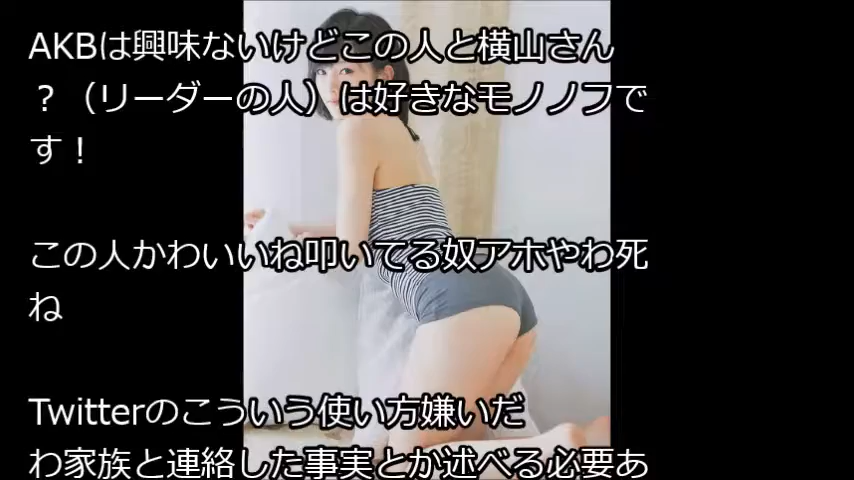 AKBは興味ないけどこの人と横山さん
？（リーダーの人）は好きなモノノフで
す！
この人かわいいね叩いてる奴アホやわ死
ね
Twitterのこういう使い方嫌いだ
わ家族と連絡した事実とか述べる必要あ